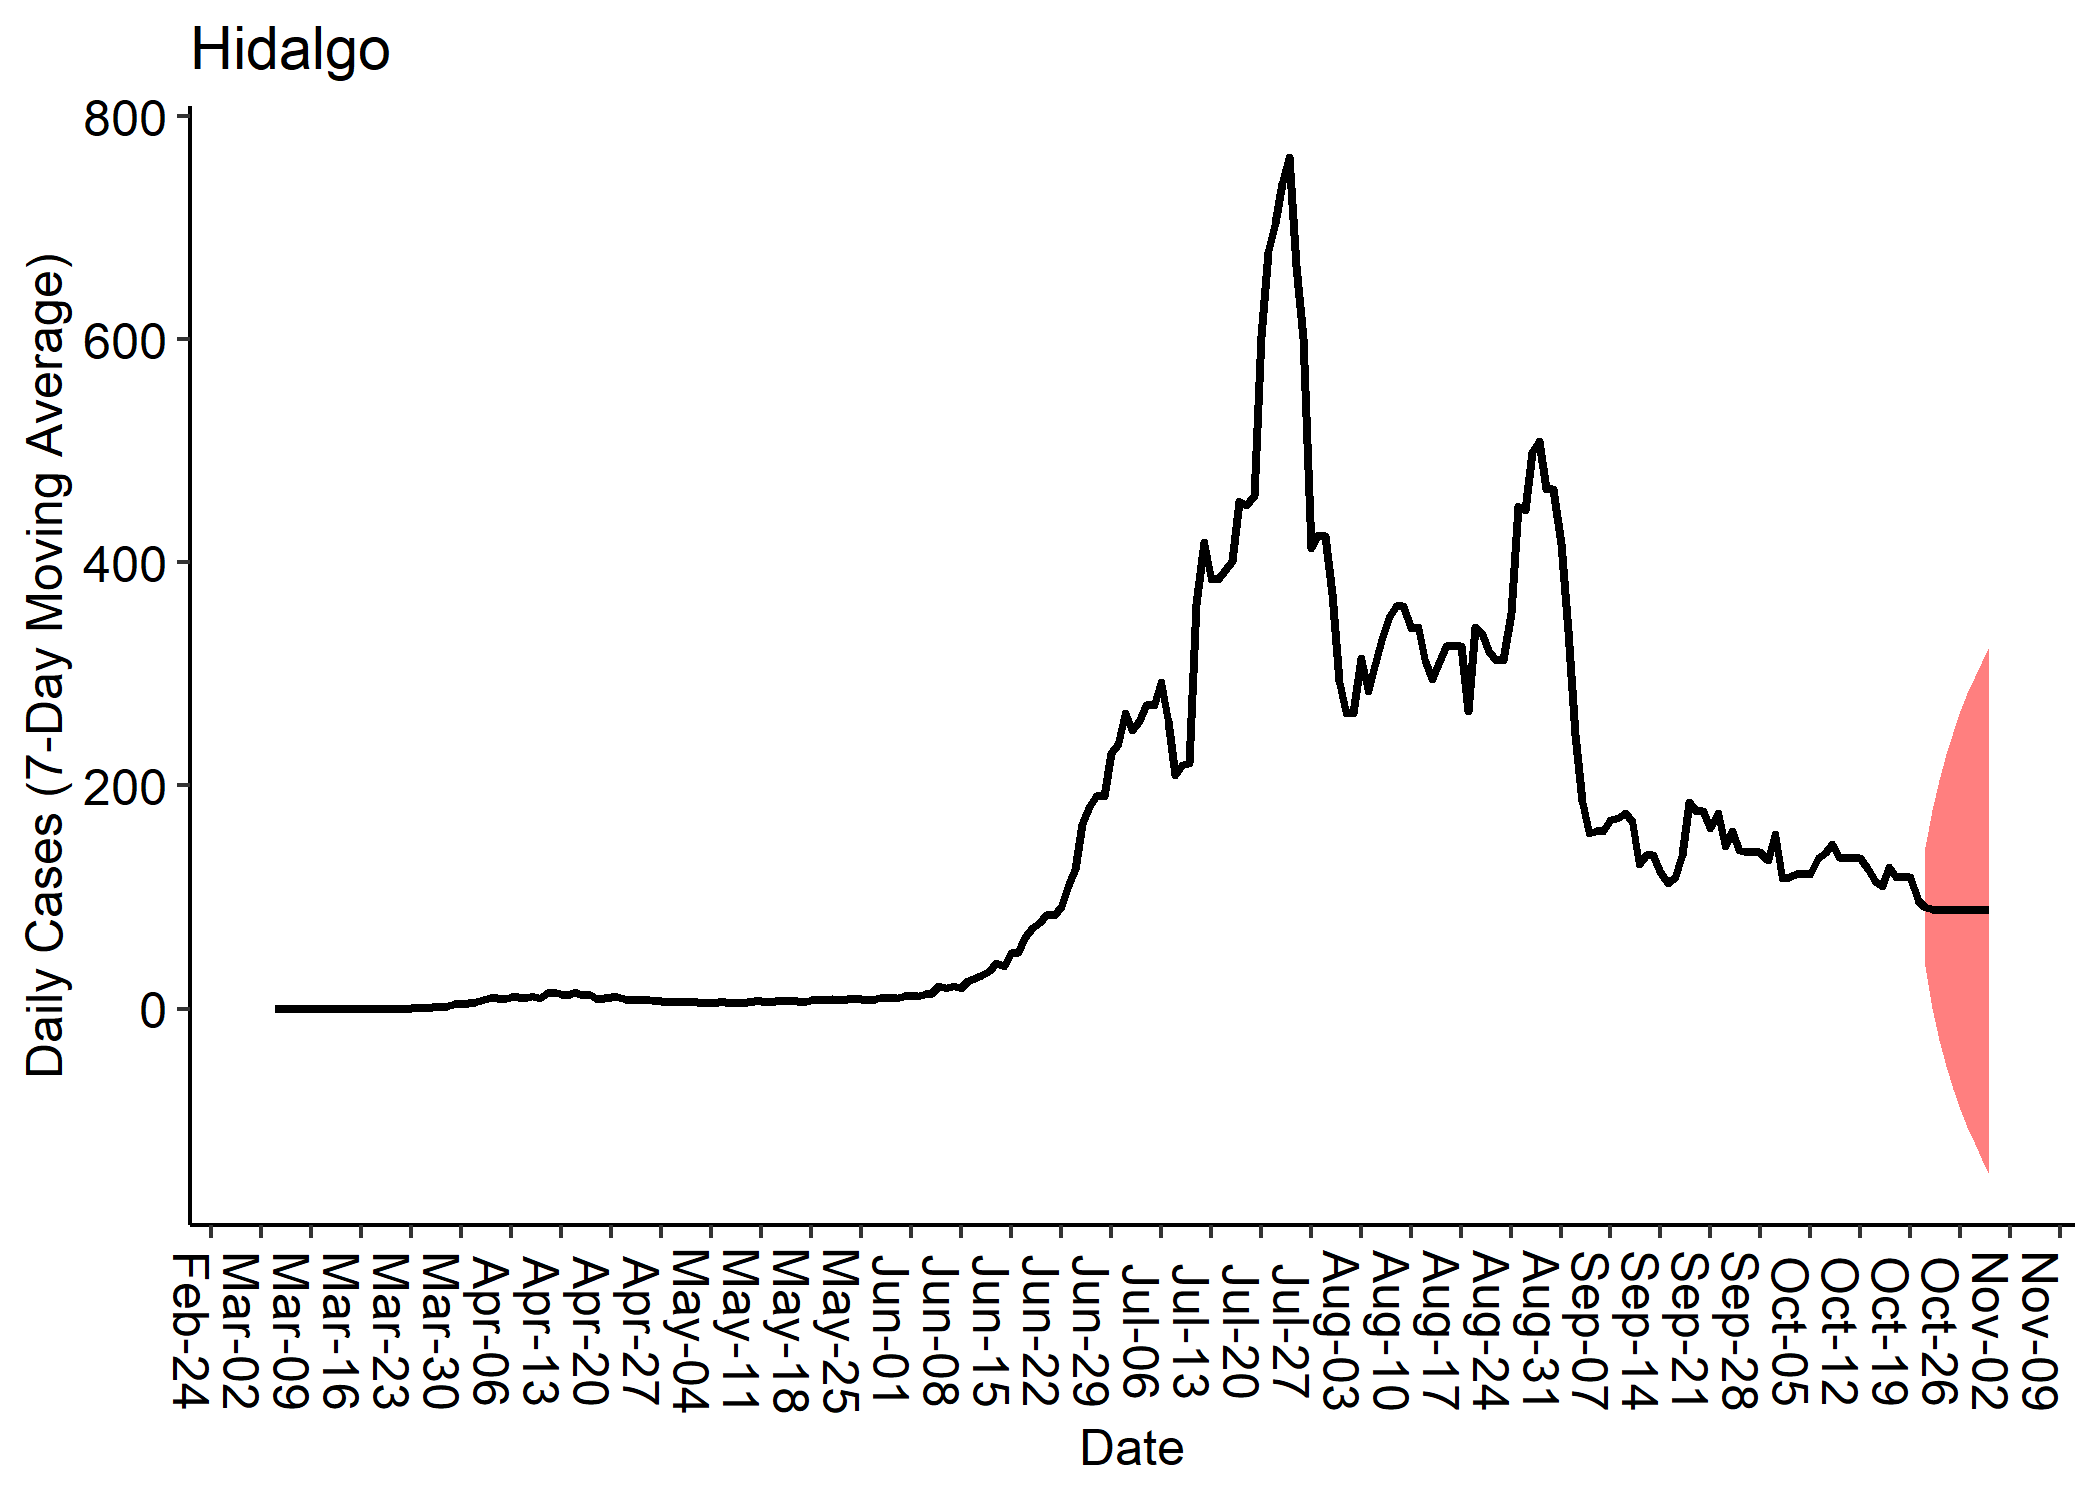 Hidalgo
Daily Cases (7-Day Moving Average)
800
600
400
200
0
Feb-24
Mar-02
Mar-09
Mar-16
Mar-23
Mar-30
Apr-06
Apr-13
Apr-20
Apr-27
May-04
May-11
May-18
May-25
Jun-01
Jun-08
Jun-15
Jun-22
Jun-29
Jul-06
Jul-13
Jul-20
Jul-27
Aug-03
Aug-10
Aug-17
Aug-24
Aug-31
Sep-07
Sep-14
Sep-21
Sep-28
Oct-05
Oct-12
Oct-19
Oct-26
Nov-02
Nov-09
Date